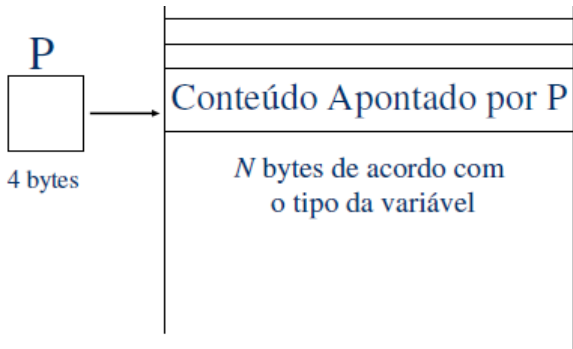 P
Conteúdo Apontado por P
4 bytes
N bytes de acordo com
o tipo da variável